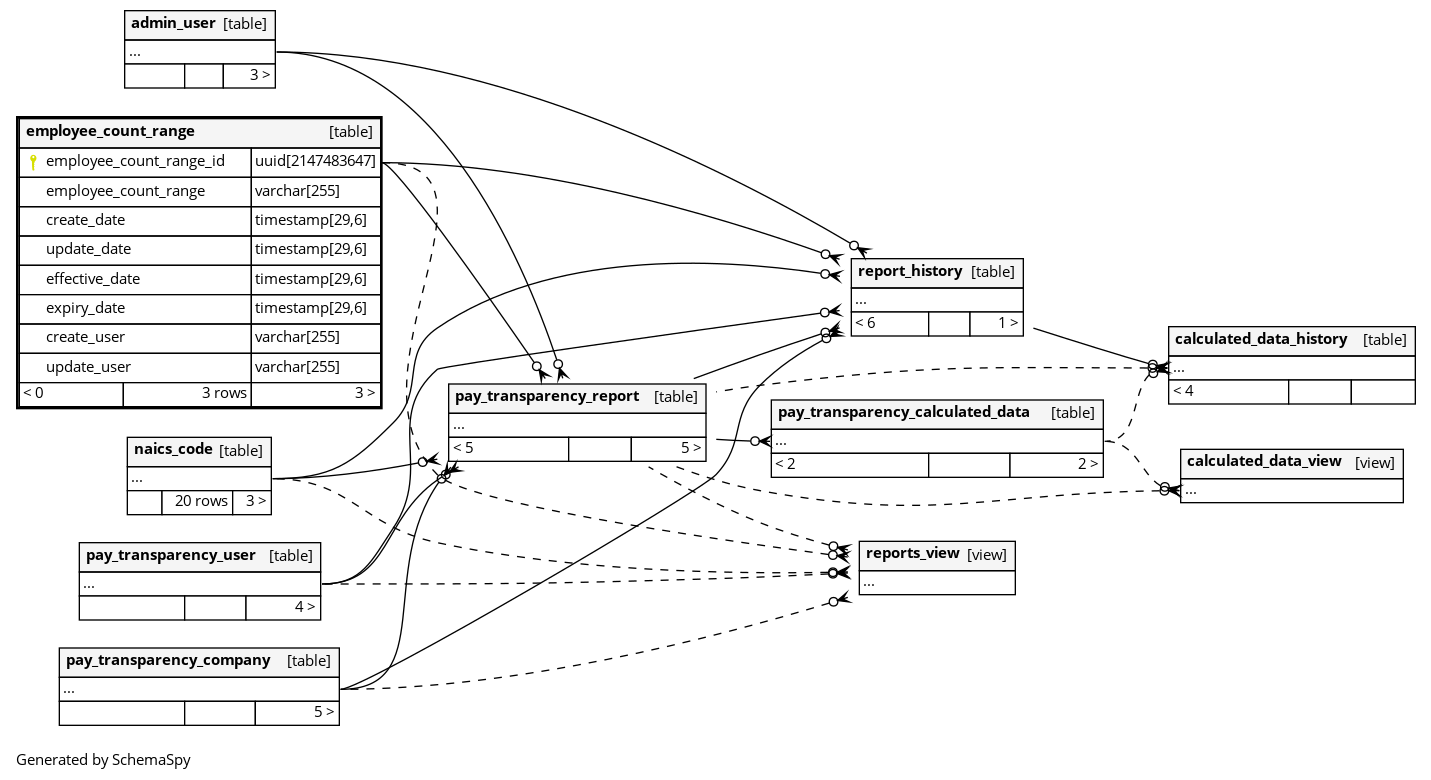 admin_user [table]
...
3 >
employee_count_range [table]
employee_count_range_id uuid[2147483647]
employee_count_range varchar[255]
create_date timestamp[29,6]
update_date timestamp[29,6]
effective_date timestamp[29,6]
expiry_date timestamp[29,6]
create_user varchar[255]
update_user varchar[255]
< 0 3 rows 3 >
naics_code [table]
...
20 rows 3 >
pay_transparency_user [table]
...
4 >
pay_transparency_company [table]
...
5 >
pay_transparency_report [table]
...
< 5 5 >
report_history [table]
...
< 6 1 >
pay_transparency_calculated_data [table]
...
< 2 2 >
reports_view [view]
...
calculated_data_history [table]
...
< 4
calculated_data_view [view]
...
Generated by SchemaSpy